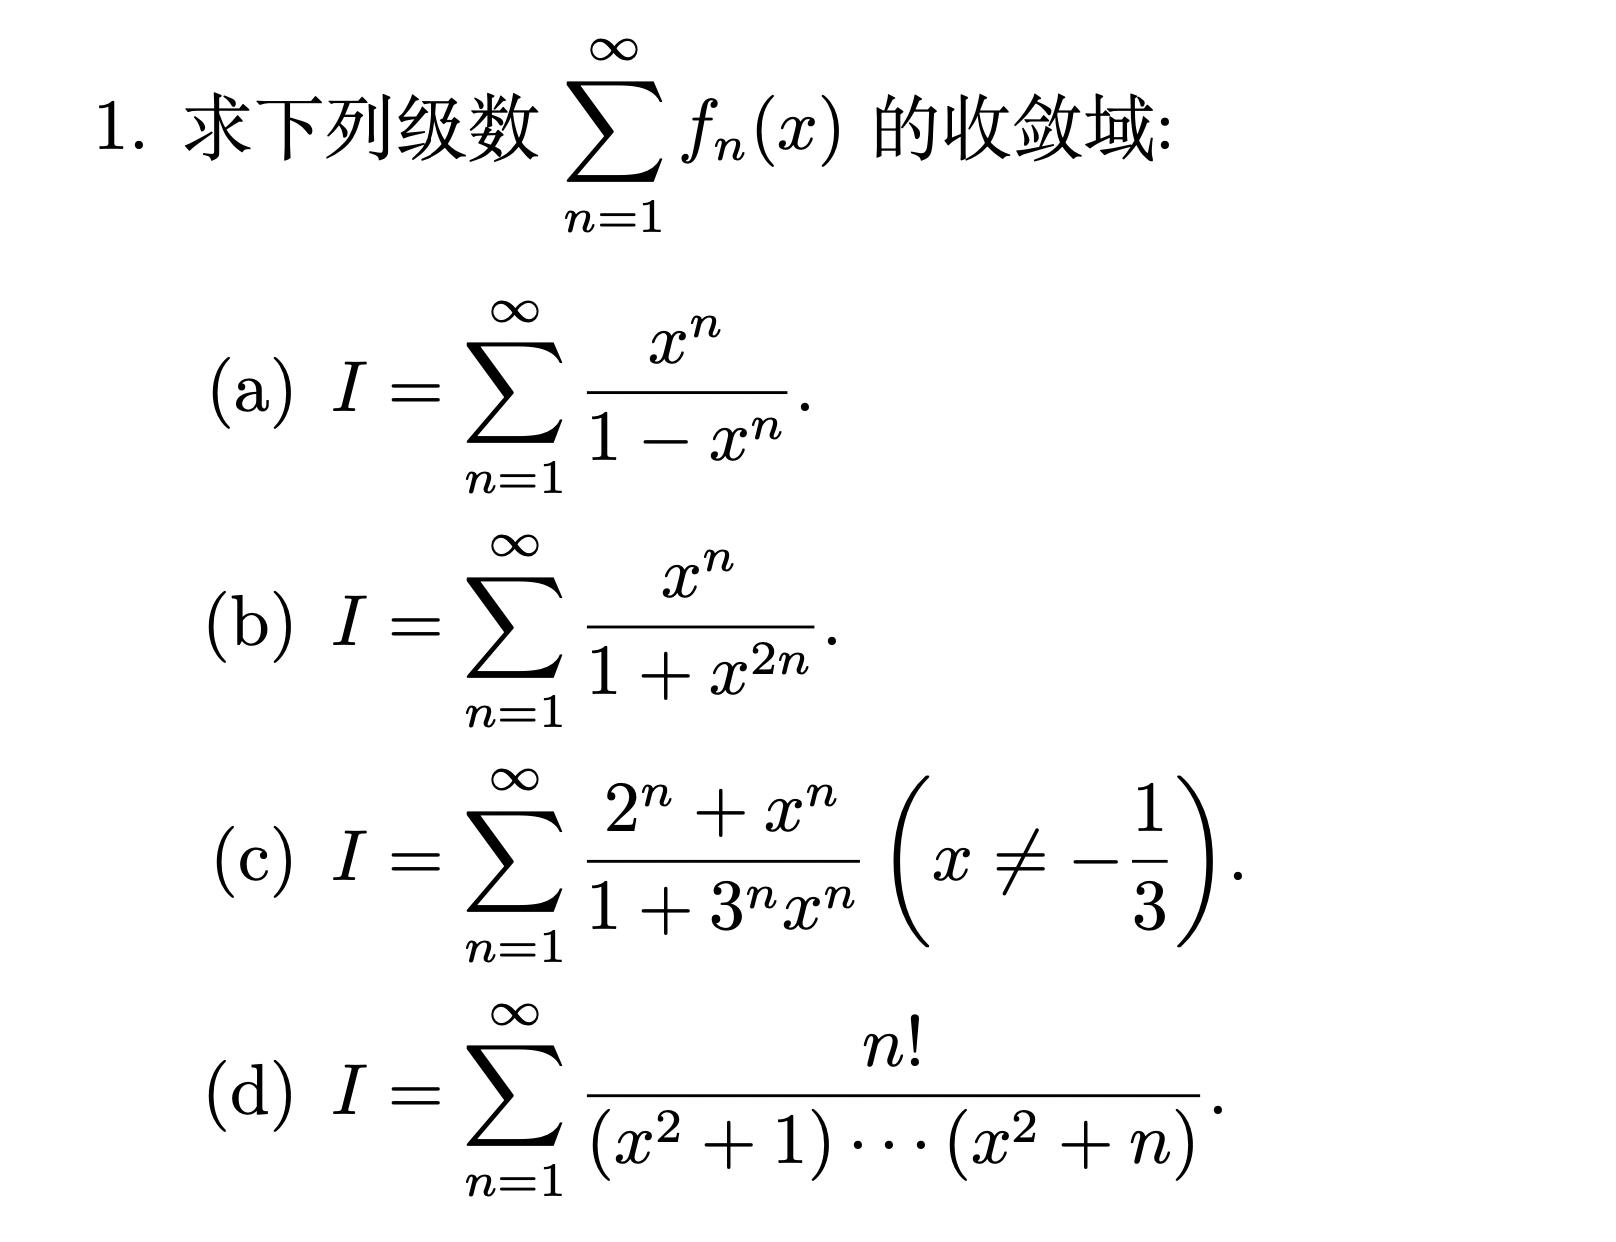 1. 求下列级数 $\sum_{n=1}^{\infty} f_n(x)$ 的收敛域:
(a) $I = \sum_{n=1}^{\infty} \frac{x^n}{1 - x^n}$.
(b) $I = \sum_{n=1}^{\infty} \frac{x^n}{1 + x^{2n}}$.
(c) $I = \sum_{n=1}^{\infty} \frac{2^n + x^n}{1 + 3^n x^n} \left( x \neq -\frac{1}{3} \right)$.
(d) $I = \sum_{n=1}^{\infty} \frac{n!}{(x^2 + 1) \cdots (x^2 + n)}$.